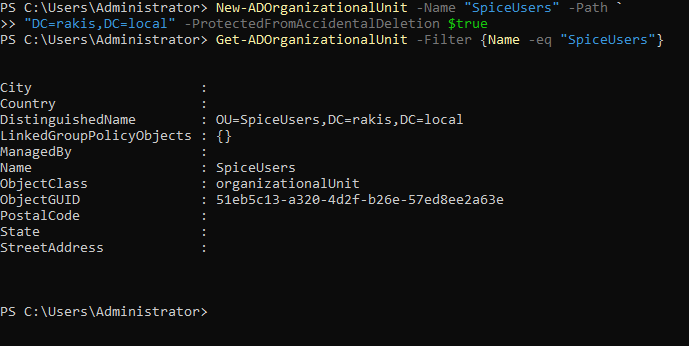 PS C:\Users\Administrator> New-ADOrganizationalUnit -Name "SpiceUsers" -Path `
>> "DC=rakis,DC=local" -ProtectedFromAccidentalDeletion $true
PS C:\Users\Administrator> Get-ADOrganizationalUnit -Filter {Name -eq "SpiceUsers"}
City                     :
Country                  :
DistinguishedName        : OU=SpiceUsers,DC=rakis,DC=local
LinkedGroupPolicyObjects : {}
ManagedBy                :
Name                     : SpiceUsers
ObjectClass              : organizationalUnit
ObjectGUID               : 51eb5c13-a320-4d2f-b26e-57ed8ee2a63e
PostalCode               :
State                    :
StreetAddress            :
PS C:\Users\Administrator>